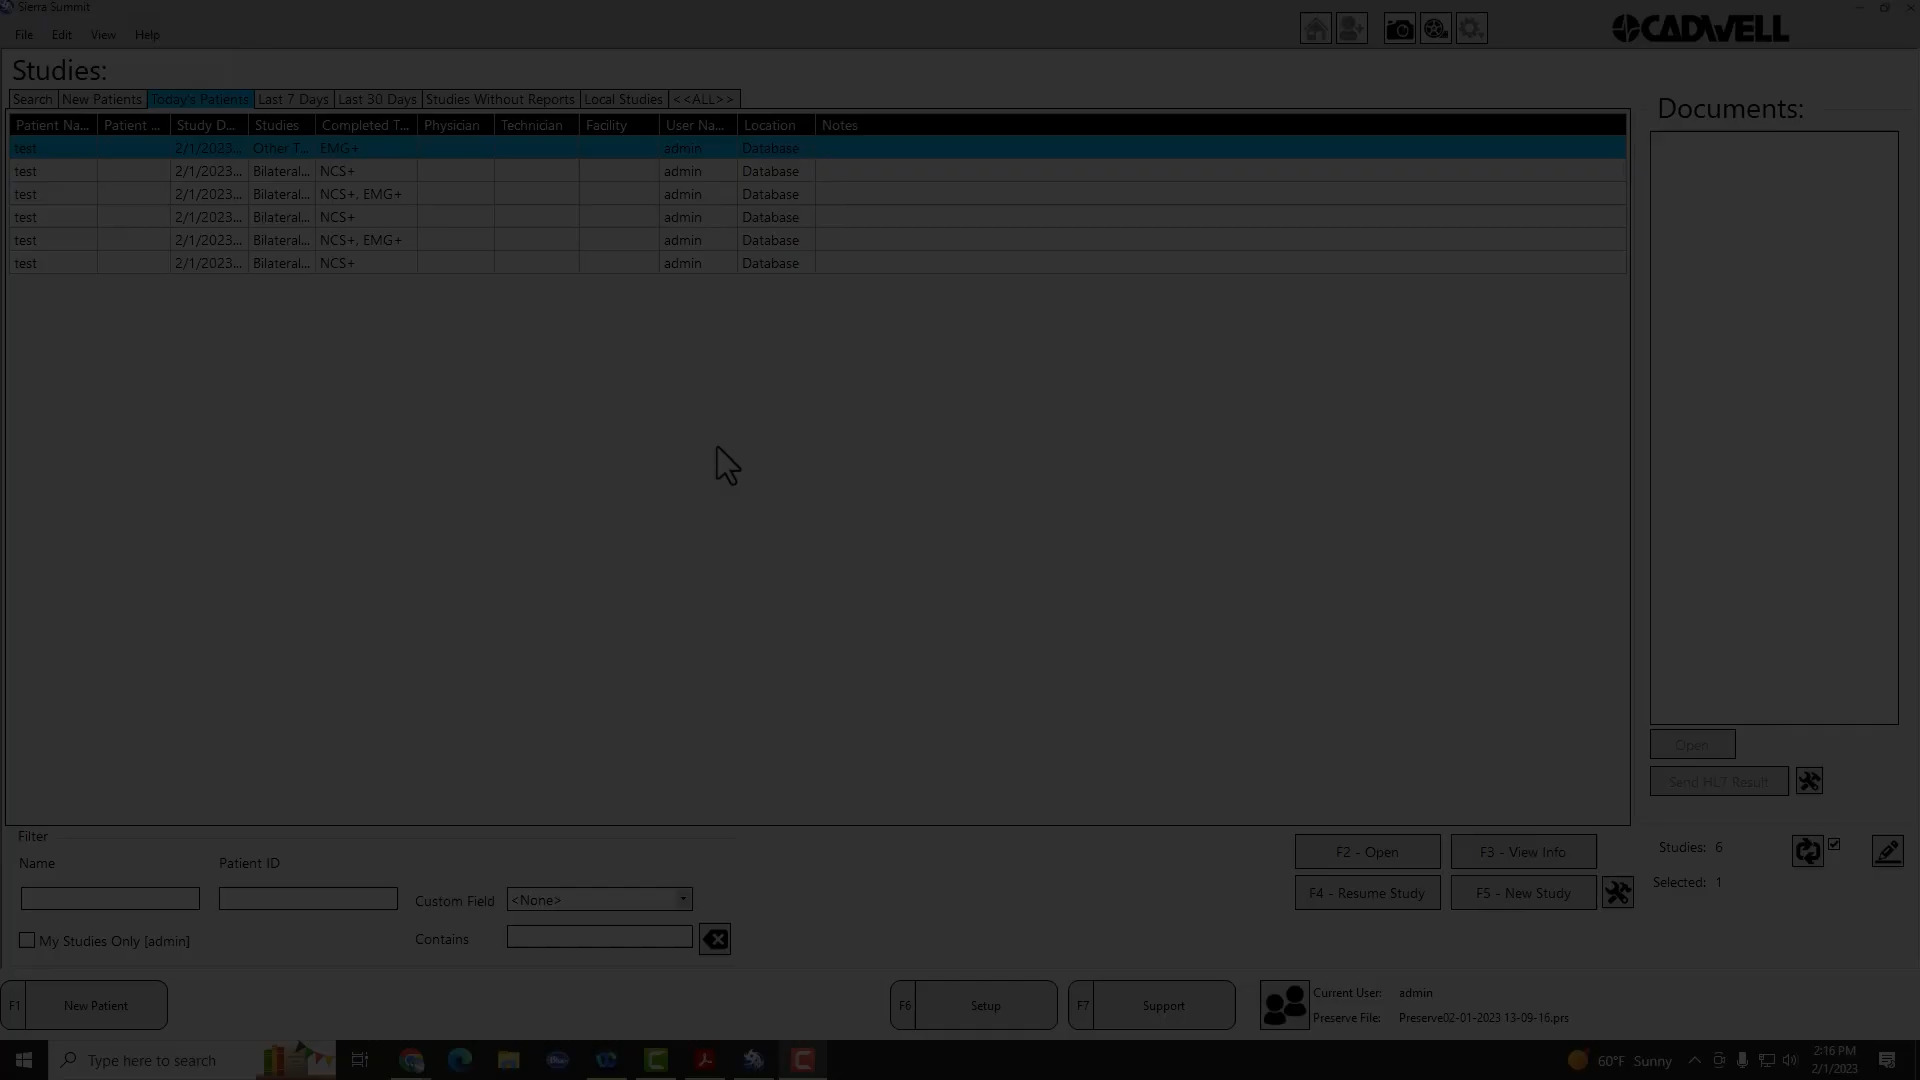 Sierra Summit
File Edit View Help
CADWELL
Studies:
Search New Patients Today's Patients Last 7 Days Last 30 Days Studies Without Reports Local Studies <<ALL>>
Documents:
Patient Na... Patient ... Study D... Studies Completed T... Physician Technician Facility User Na... Location Notes
test 2/1/2023... Other T... EMG+ admin Database
test 2/1/2023... Bilateral... NCS+ admin Database
test 2/1/2023... Bilateral... NCS+, EMG+ admin Database
test 2/1/2023... Bilateral... NCS+ admin Database
test 2/1/2023... Bilateral... NCS+, EMG+ admin Database
test 2/1/2023... Bilateral... NCS+ admin Database
Open
Send HL7 Result
Filter
Name Patient ID
Custom Field <None>
My Studies Only [admin] Contains
F2 - Open F3 - View Info
F4 - Resume Study F5 - New Study
Studies: 6
Selected: 1
F1 New Patient
F6 Setup
F7 Support
Current User: admin
Preserve File: Preserve02-01-2023 13-09-16.prs
Type here to search
60°F Sunny
2:16 PM
2/1/2023